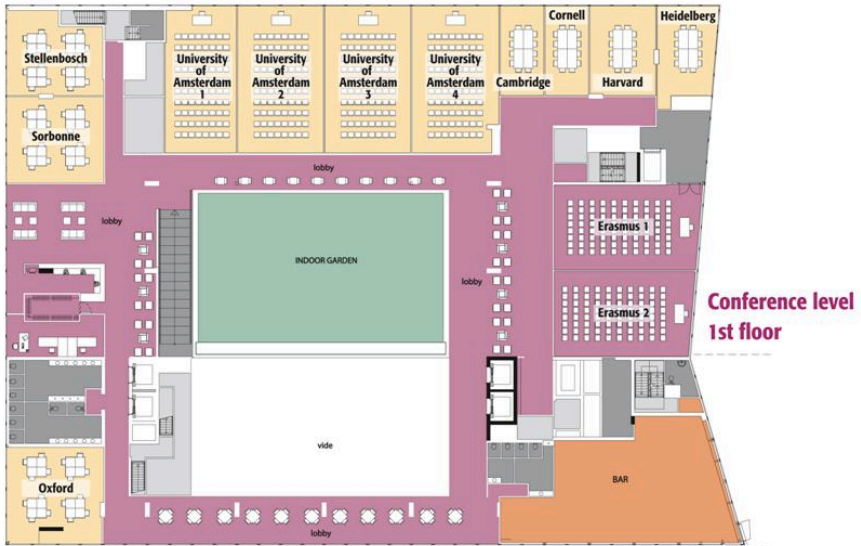 Stellenbosch
University
of
Amsterdam
1
University
of
Amsterdam
2
University
of
Amsterdam
3
University
of
Amsterdam
4
Cambridge
Cornell
Harvard
Heidelberg
Sorbonne
lobby
lobby
INDOOR GARDEN
lobby
Erasmus 1
Erasmus 2
Conference level
1st floor
vide
BAR
Oxford
lobby